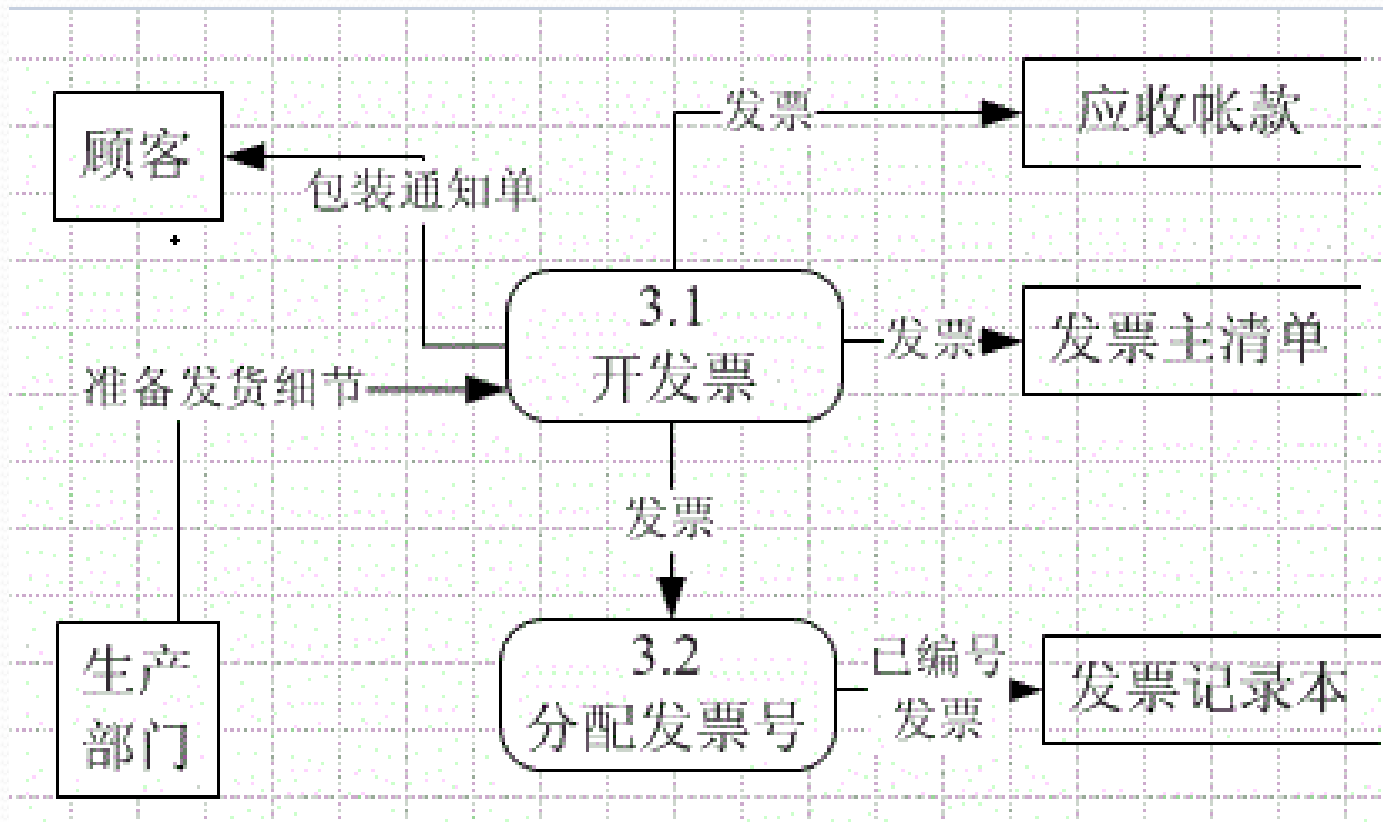 发票
应收帐款
顾客
包装通知单
3.1
开发票
发票
发票主清单
准备发货细节
发票
3.2
分配发票号
已编号
发票
发票记录本
生产
部门